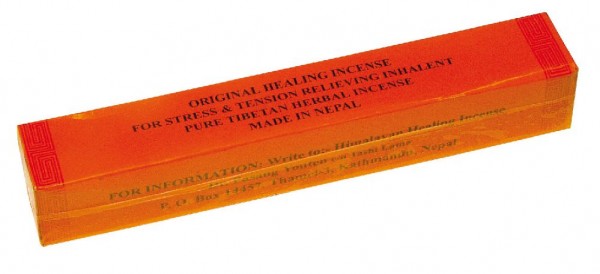 ORIGINAL HEALING INCENSE
FOR STRESS & TENSION RELIEVING INHALENT
PURE TIBETAN HERBAL INCENSE
MADE IN NEPAL
FOR INFORMATION: Write to:- Himalayan Healing Incense
Lama
P. O. Box Kathmandu, Nepal